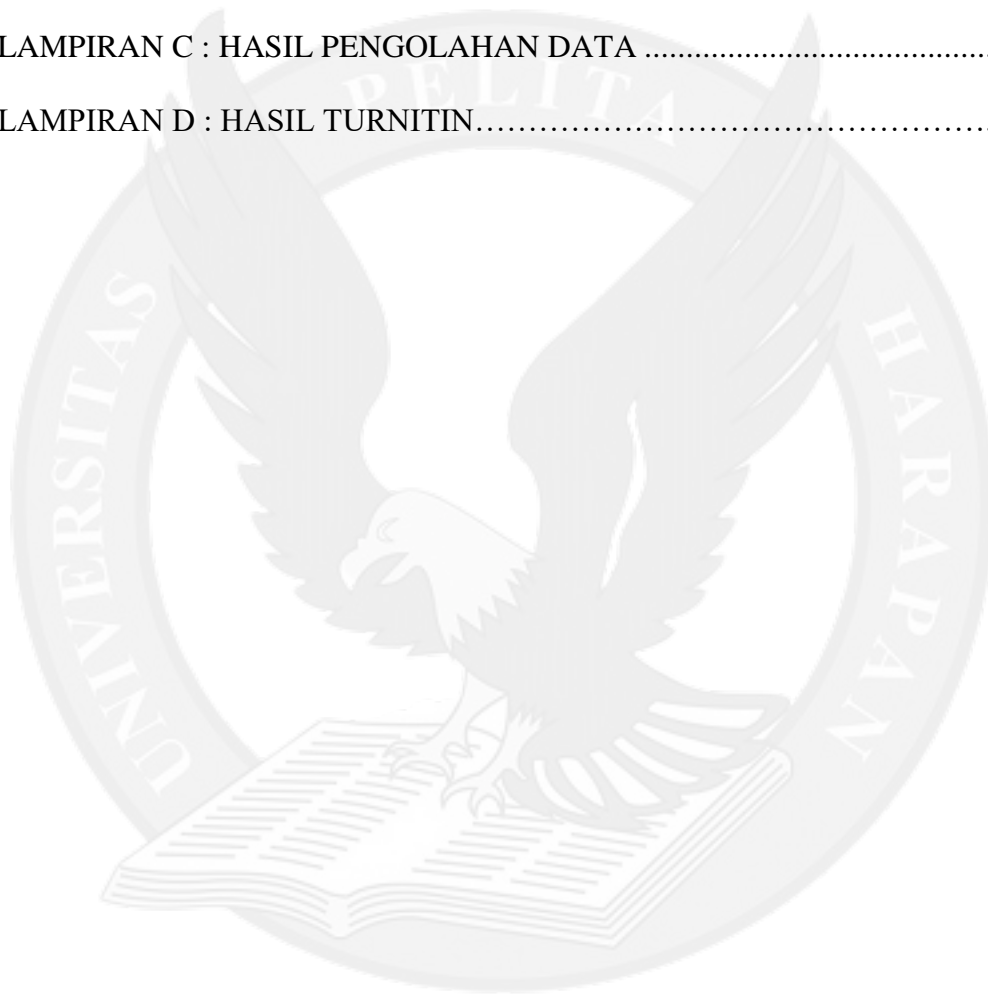 LAMPIRAN C : HASIL PENGOLAHAN DATA ......................................
LAMPIRAN D : HASIL TURNITIN………………………………………….
UNIVERSITAS PELITA HARAPAN